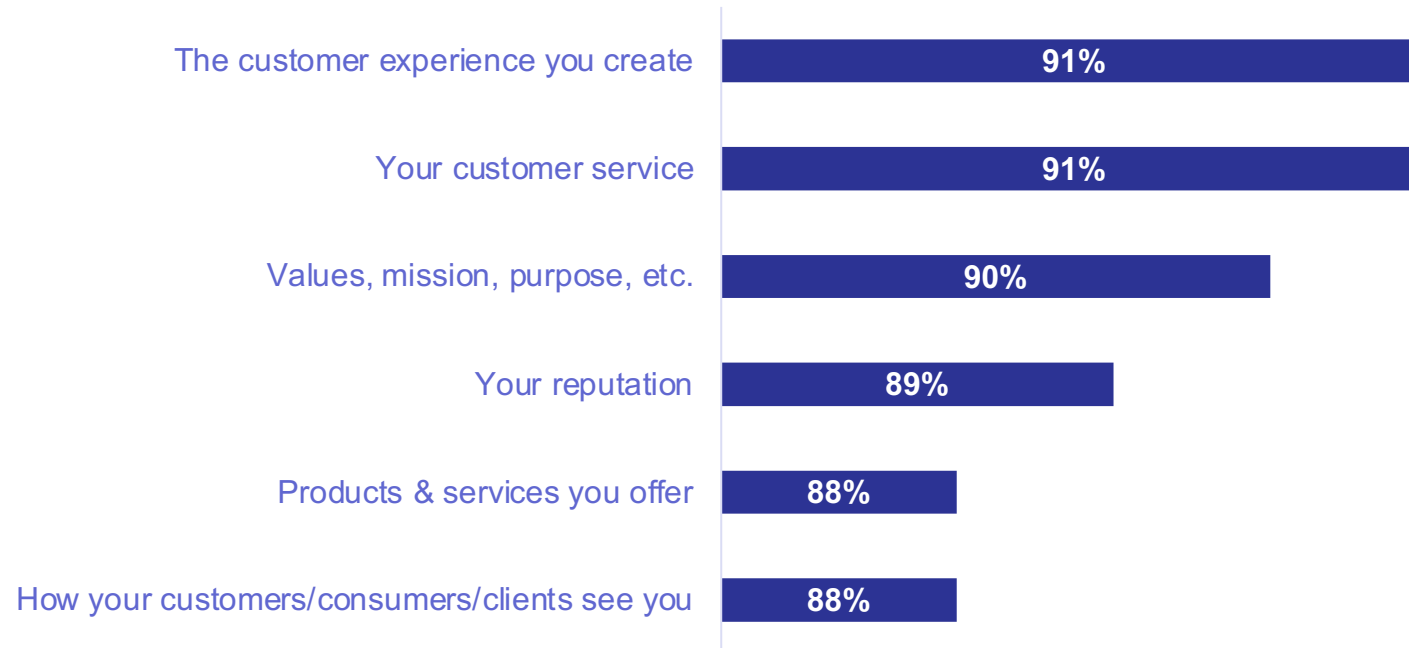 The customer experience you create 91%
Your customer service 91%
Values, mission, purpose, etc. 90%
Your reputation 89%
Products & services you offer 88%
How your customers/consumers/clients see you 88%